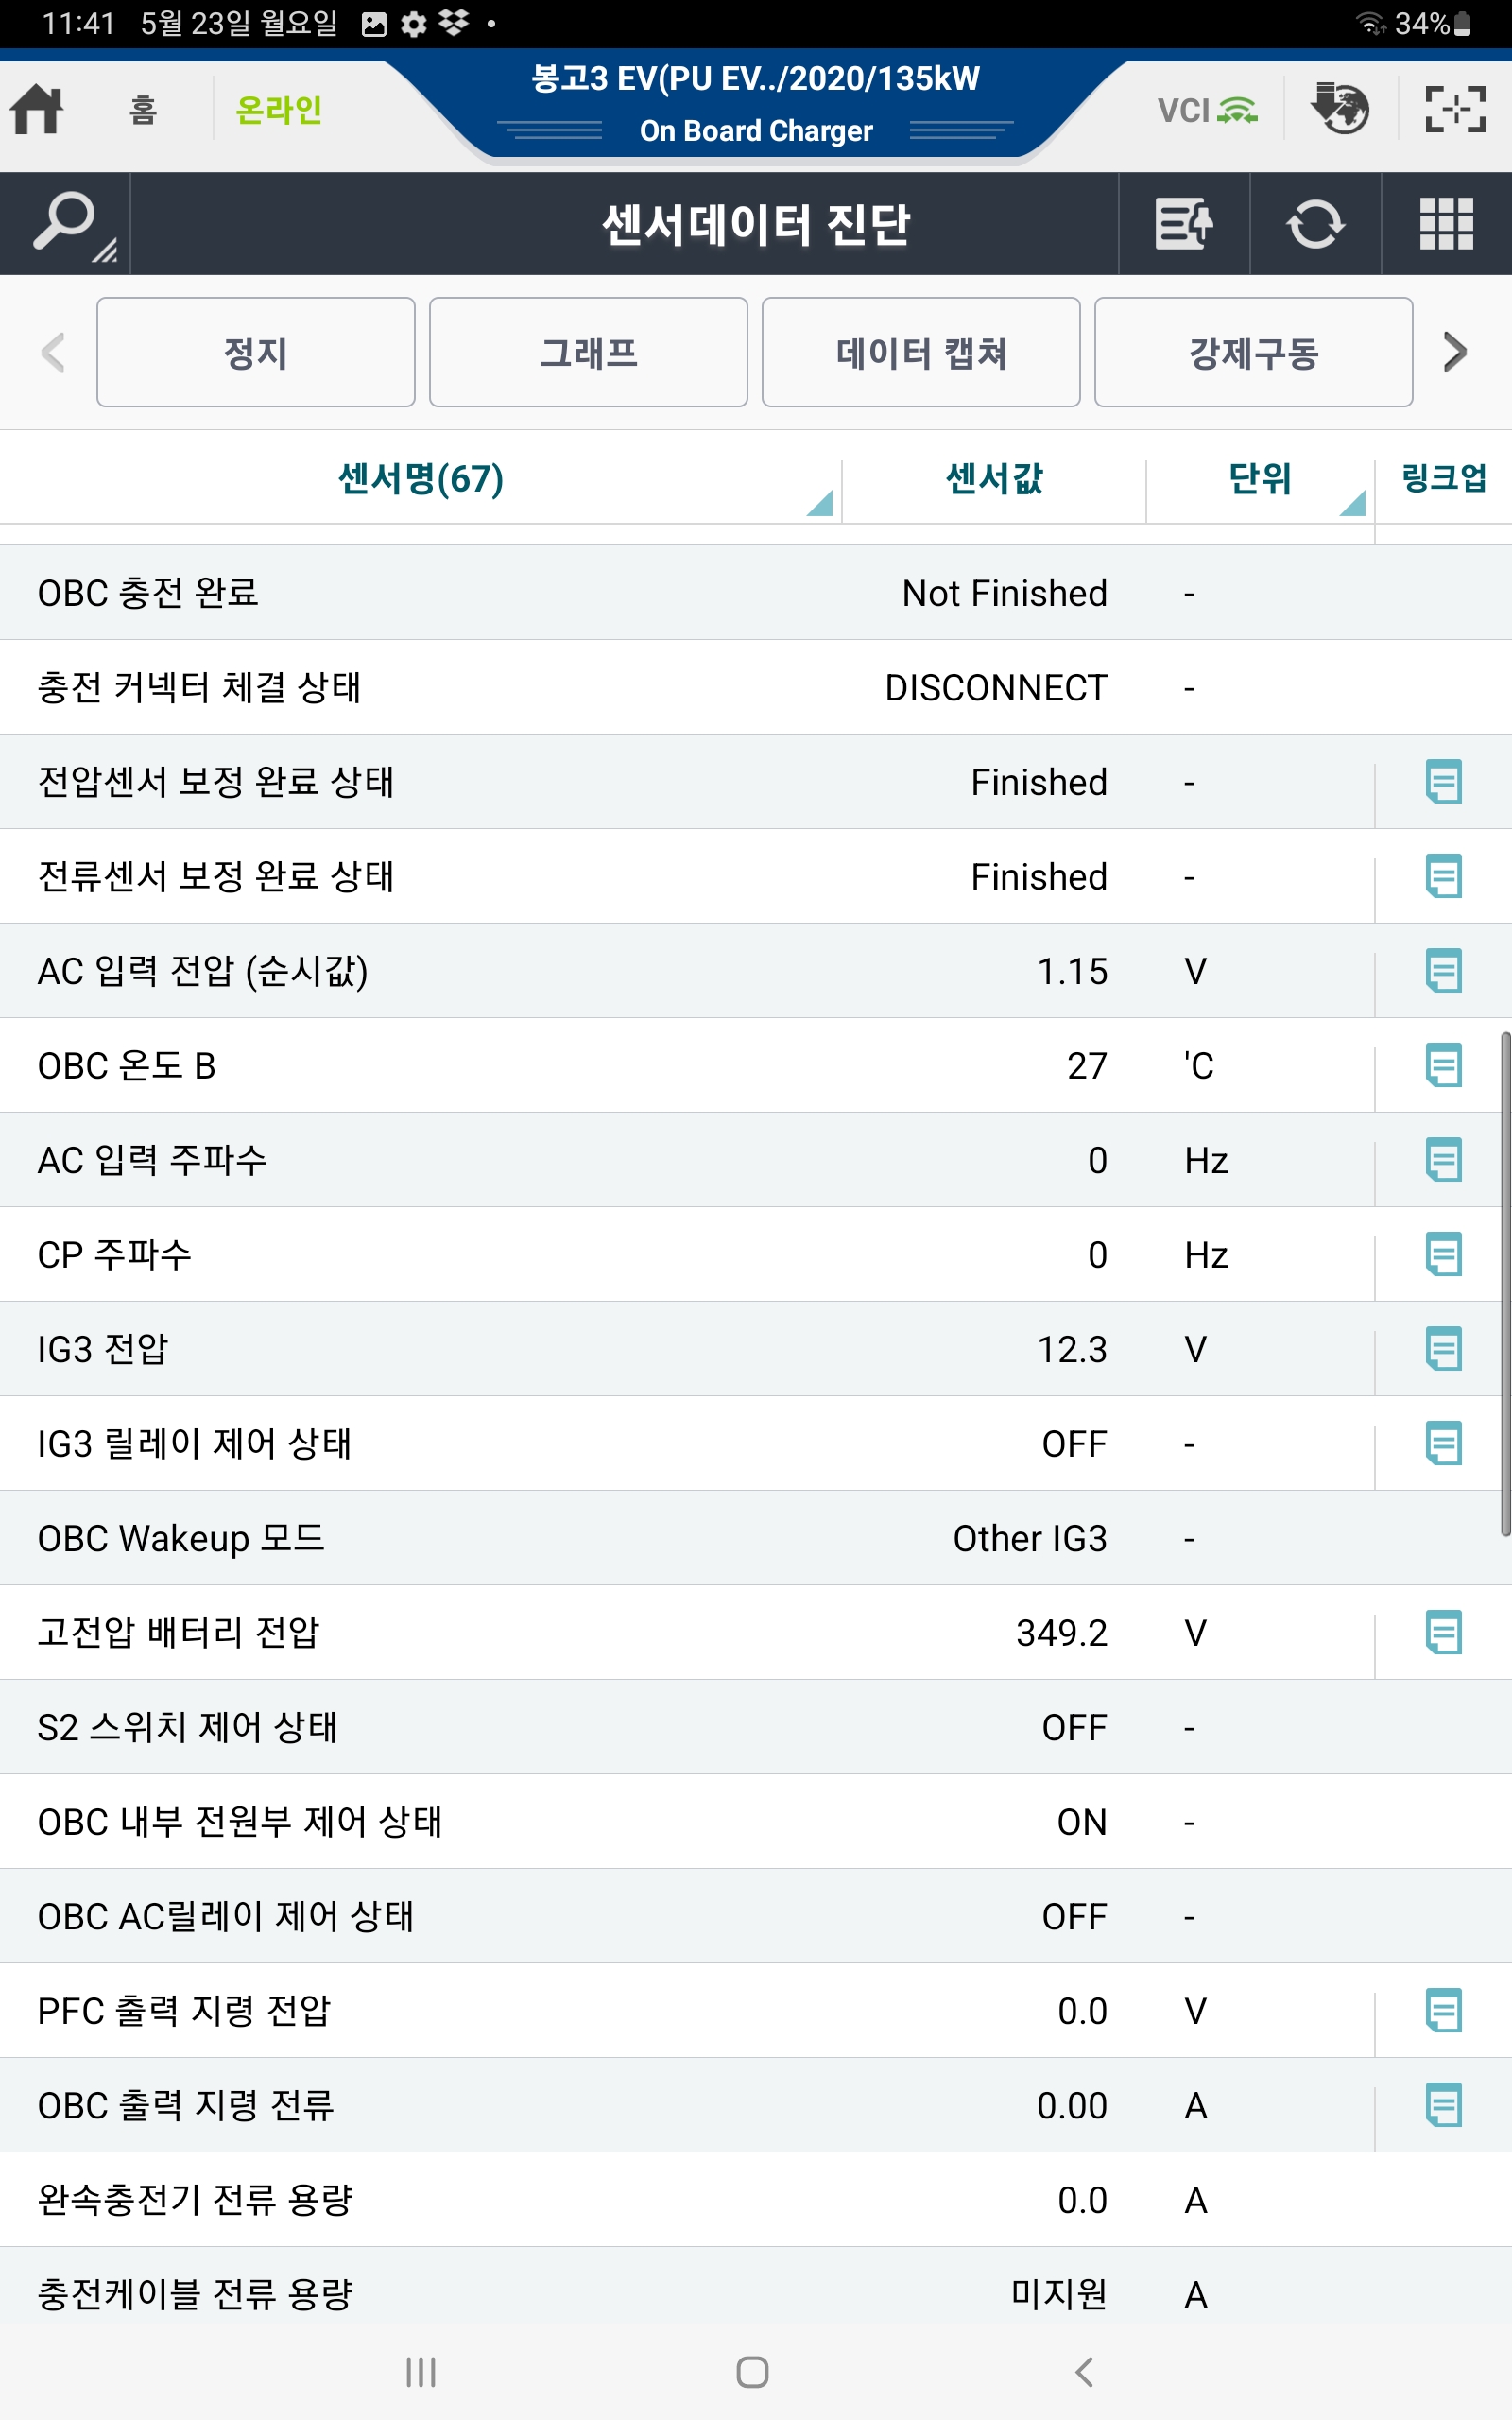 11:41 5월 23일 월요일 34%
홈 온라인 봉고3 EV(PU EV../2020/135kW VCI
On Board Charger
센서데이터 진단
정지 그래프 데이터 캡쳐 강제구동
센서명(67) 센서값 단위 링크업
OBC 충전 완료 Not Finished -
충전 커넥터 체결 상태 DISCONNECT -
전압센서 보정 완료 상태 Finished -
전류센서 보정 완료 상태 Finished -
AC 입력 전압 (순시값) 1.15 V
OBC 온도 B 27 'C
AC 입력 주파수 0 Hz
CP 주파수 0 Hz
IG3 전압 12.3 V
IG3 릴레이 제어 상태 OFF -
OBC Wakeup 모드 Other IG3 -
고전압 배터리 전압 349.2 V
S2 스위치 제어 상태 OFF -
OBC 내부 전원부 제어 상태 ON -
OBC AC릴레이 제어 상태 OFF -
PFC 출력 지령 전압 0.0 V
OBC 출력 지령 전류 0.00 A
완속충전기 전류 용량 0.0 A
충전케이블 전류 용량 미지원 A